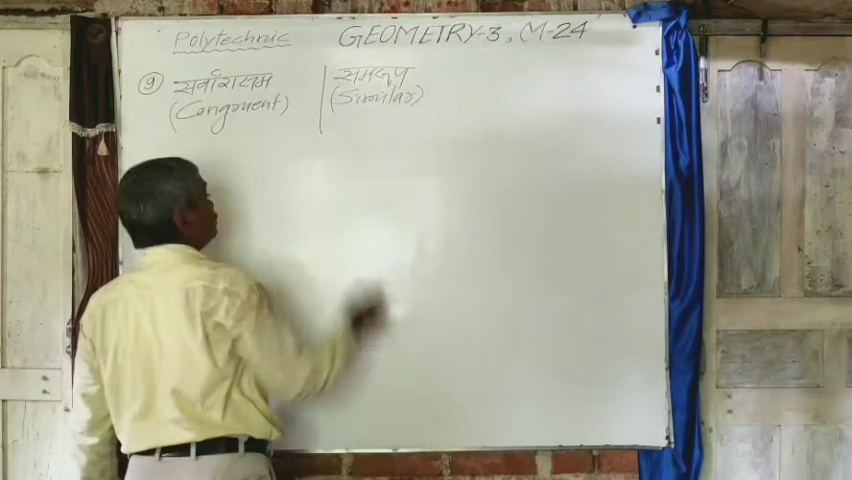 Polytechnic GEOMETRY-3, M-24
9 सर्वांगसम | समरूप
(Congruent) (Similar)